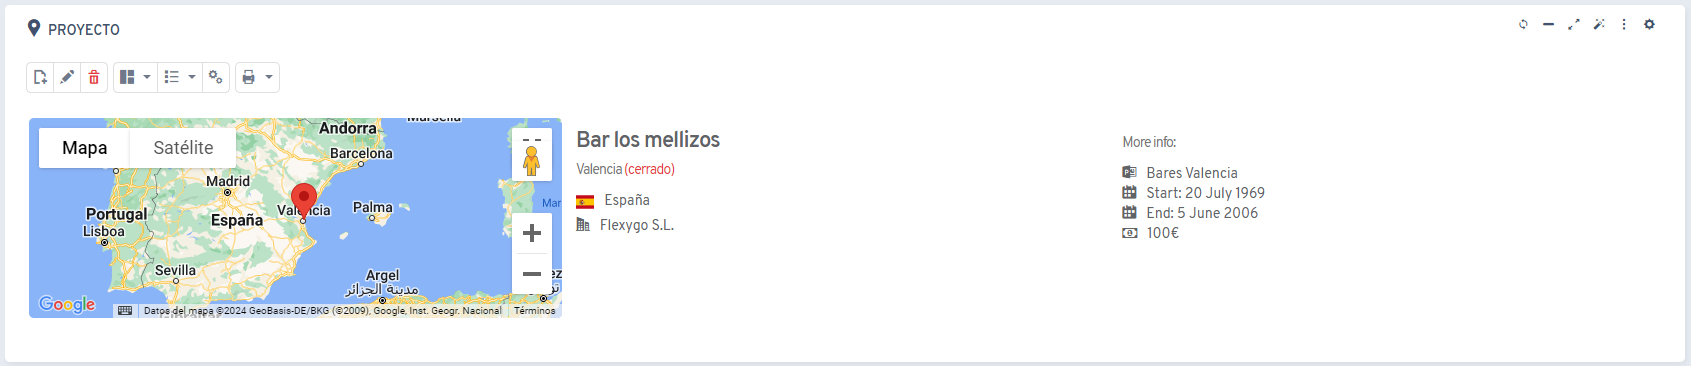 PROYECTO
Mapa
Satélite
Andorra
Barcelona
Madrid
Valencia
Palma
Portugal
España
Lisboa
Sevilla
Argel
مدينة الجزائر
Google
Datos del mapa ©2024 GeoBasis-DE/BKG (©2009), Google, Inst. Geogr. Nacional
Términos
Bar los mellizos
Valencia (cerrado)
España
Flexygo S.L.
More info:
Bares Valencia
Start: 20 July 1969
End: 5 June 2006
100€